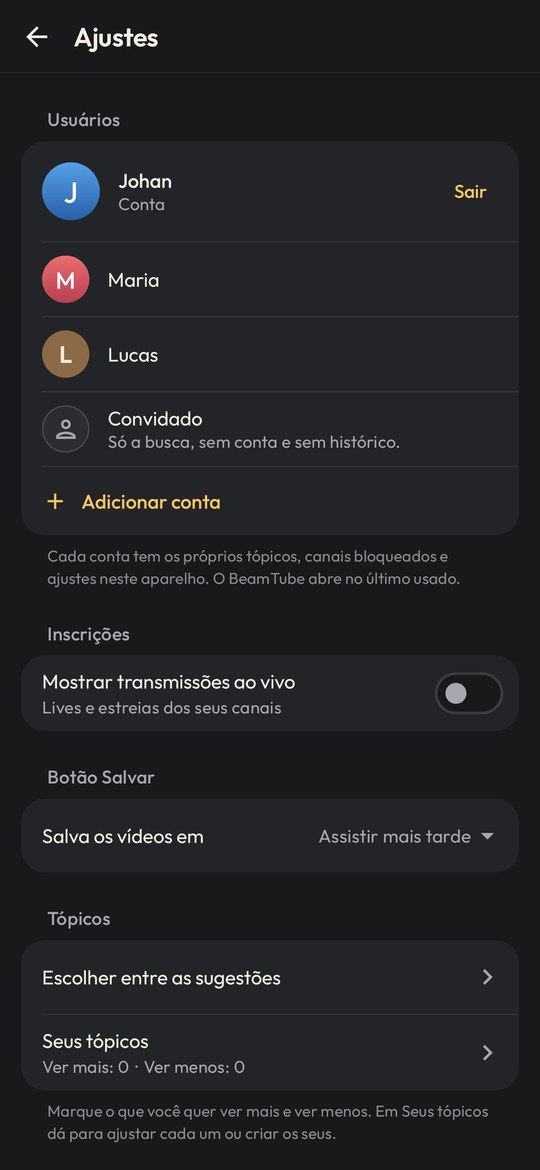 Ajustes
Usuários
J
Johan
Conta
Sair
M
Maria
L
Lucas
Convidado
Só a busca, sem conta e sem histórico.
+ Adicionar conta
Cada conta tem os próprios tópicos, canais bloqueados e
ajustes neste aparelho. O BeamTube abre no último usado.
Inscrições
Mostrar transmissões ao vivo
Lives e estreias dos seus canais
Botão Salvar
Salva os vídeos em
Assistir mais tarde
Tópicos
Escolher entre as sugestões
Seus tópicos
Ver mais: 0 · Ver menos: 0
Marque o que você quer ver mais e ver menos. Em Seus tópicos
dá para ajustar cada um ou criar os seus.